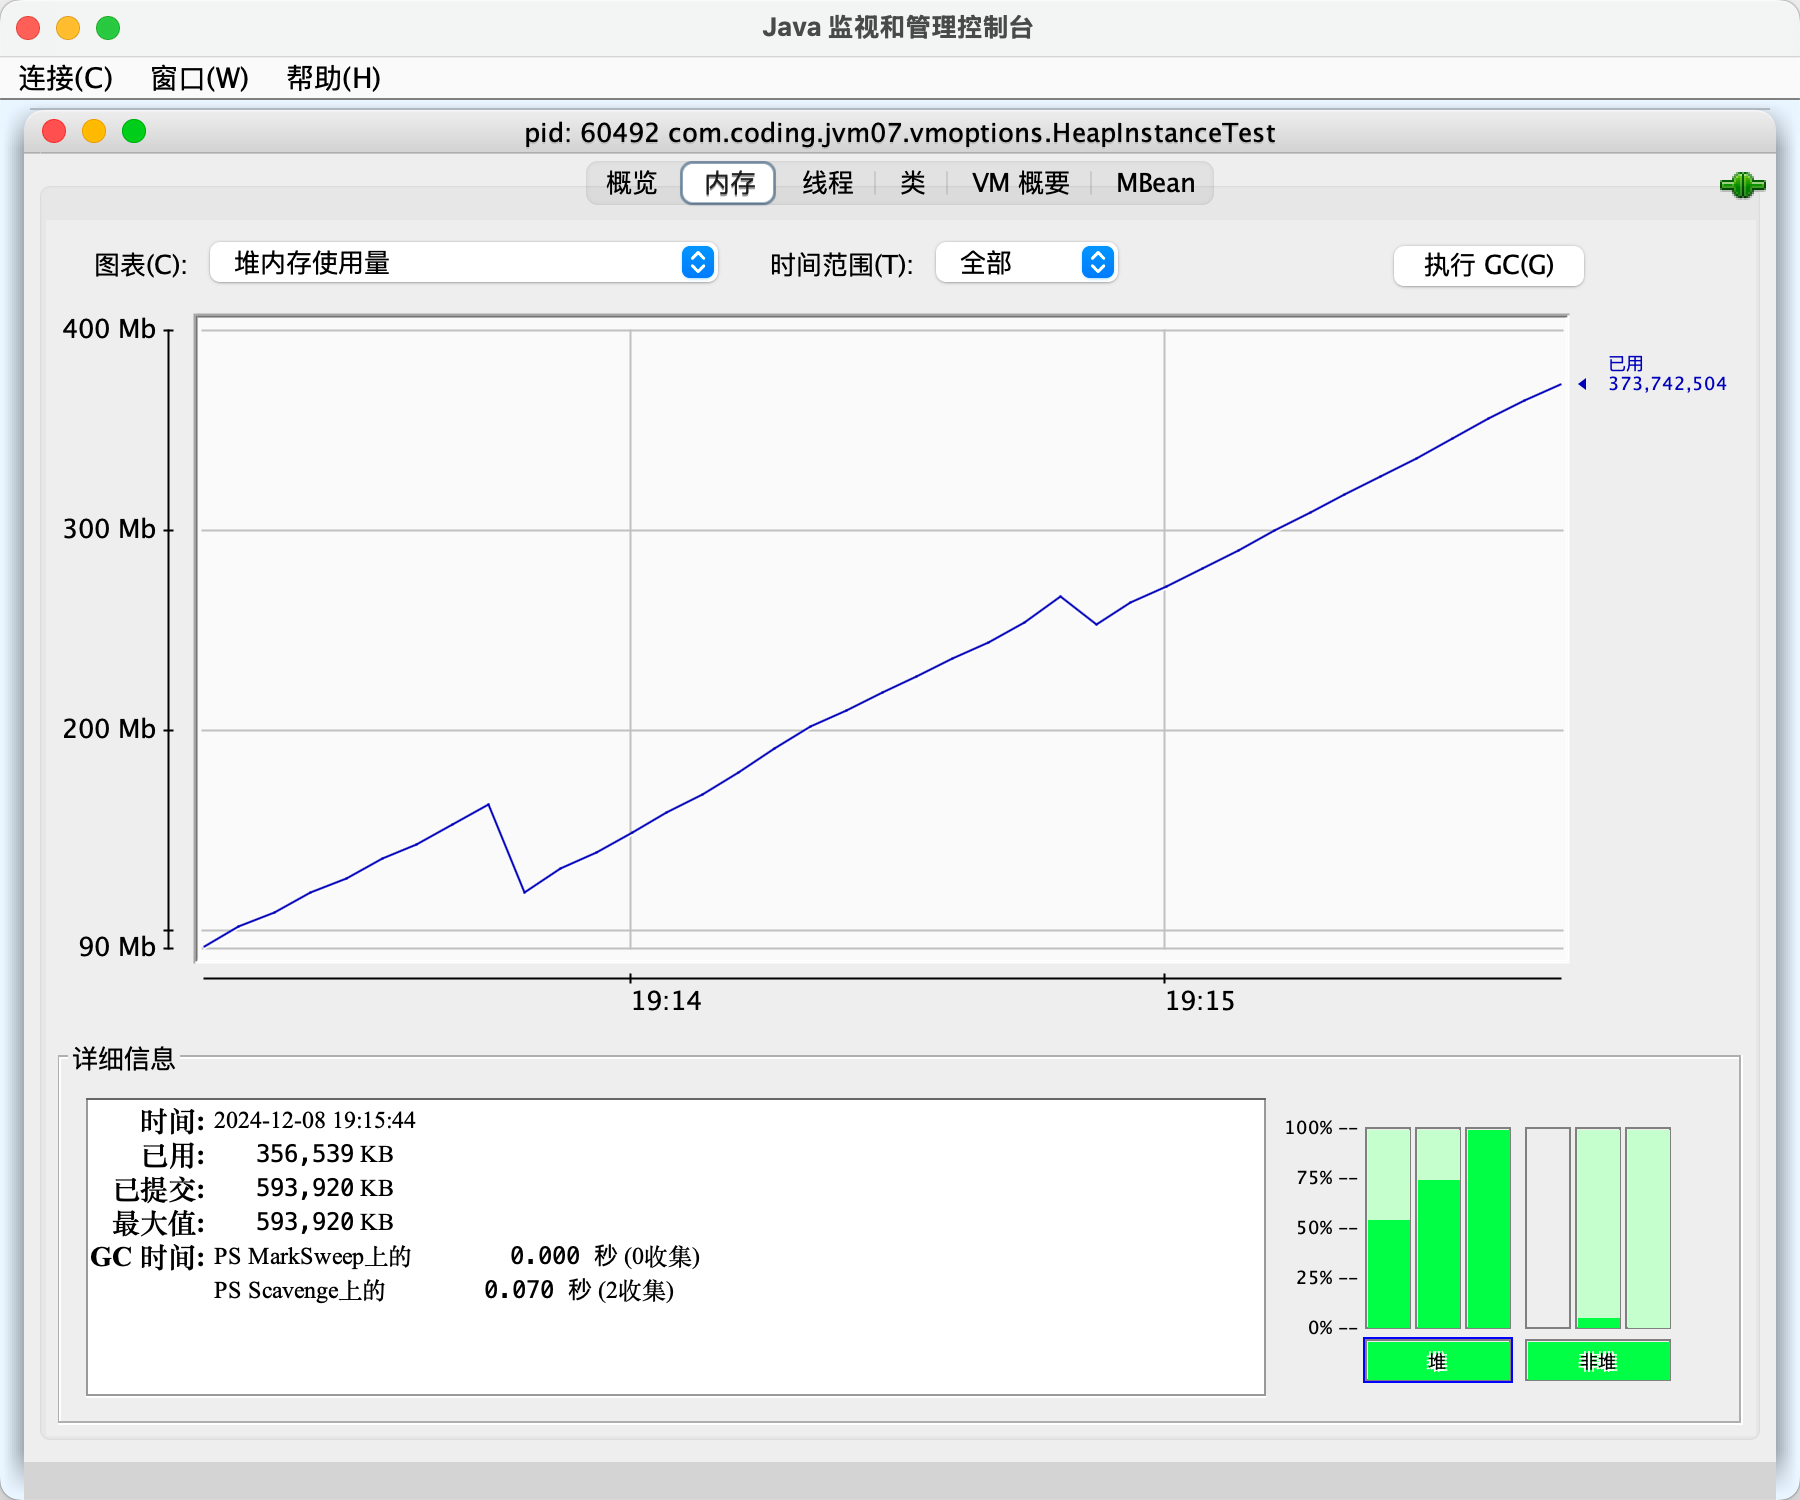 Java 监视和管理控制台
连接(C) 窗口(W) 帮助(H)
pid: 60492 com.coding.jvm07.vmoptions.HeapInstanceTest
概览 内存 线程 类 VM 概要 MBean
图表(C): 堆内存使用量 时间范围(T): 全部 执行 GC(G)
400 Mb
已用
373,742,504
300 Mb
200 Mb
90 Mb
19:14 19:15
详细信息
时间: 2024-12-08 19:15:44
已用: 356,539 KB
已提交: 593,920 KB
最大值: 593,920 KB
GC 时间: PS MarkSweep上的 0.000 秒 (0收集)
PS Scavenge上的 0.070 秒 (2收集)
100% --
75% --
50% --
25% --
0% --
堆 非堆